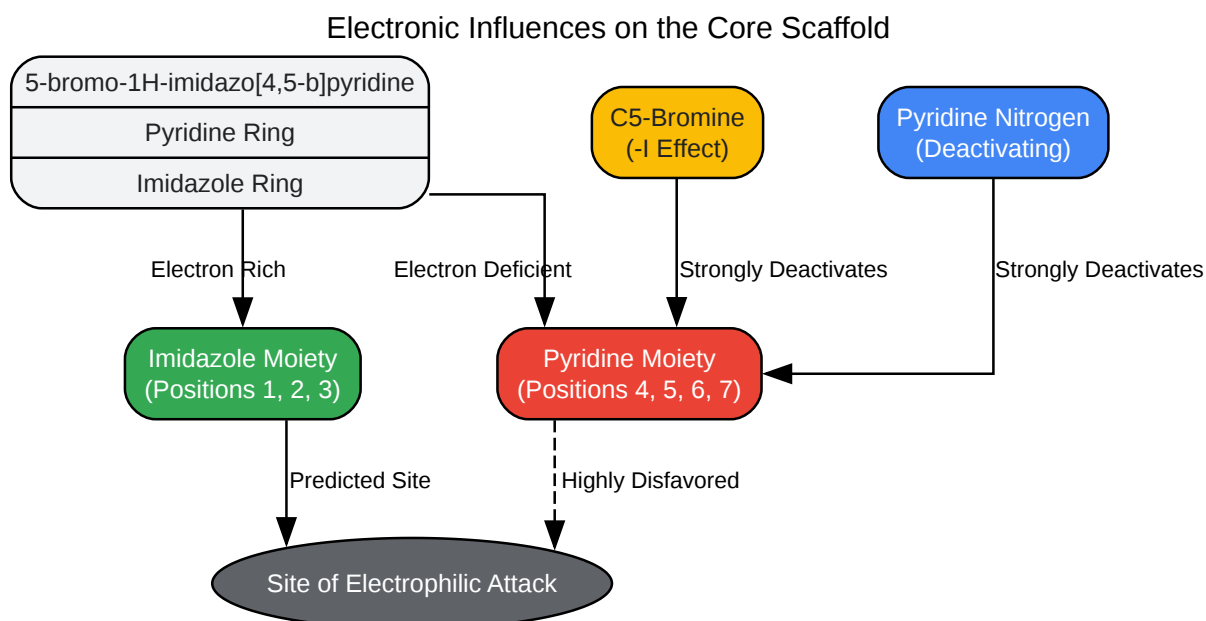 Electronic Influences on the Core Scaffold
5-bromo-1H-imidazo[4,5-b]pyridine
Pyridine Ring
Imidazole Ring
C5-Bromine
(-I Effect)
Pyridine Nitrogen
(Deactivating)
Electron Rich
Electron Deficient
Strongly Deactivates
Strongly Deactivates
Imidazole Moiety
(Positions 1, 2, 3)
Pyridine Moiety
(Positions 4, 5, 6, 7)
Predicted Site
Highly Disfavored
Site of Electrophilic Attack